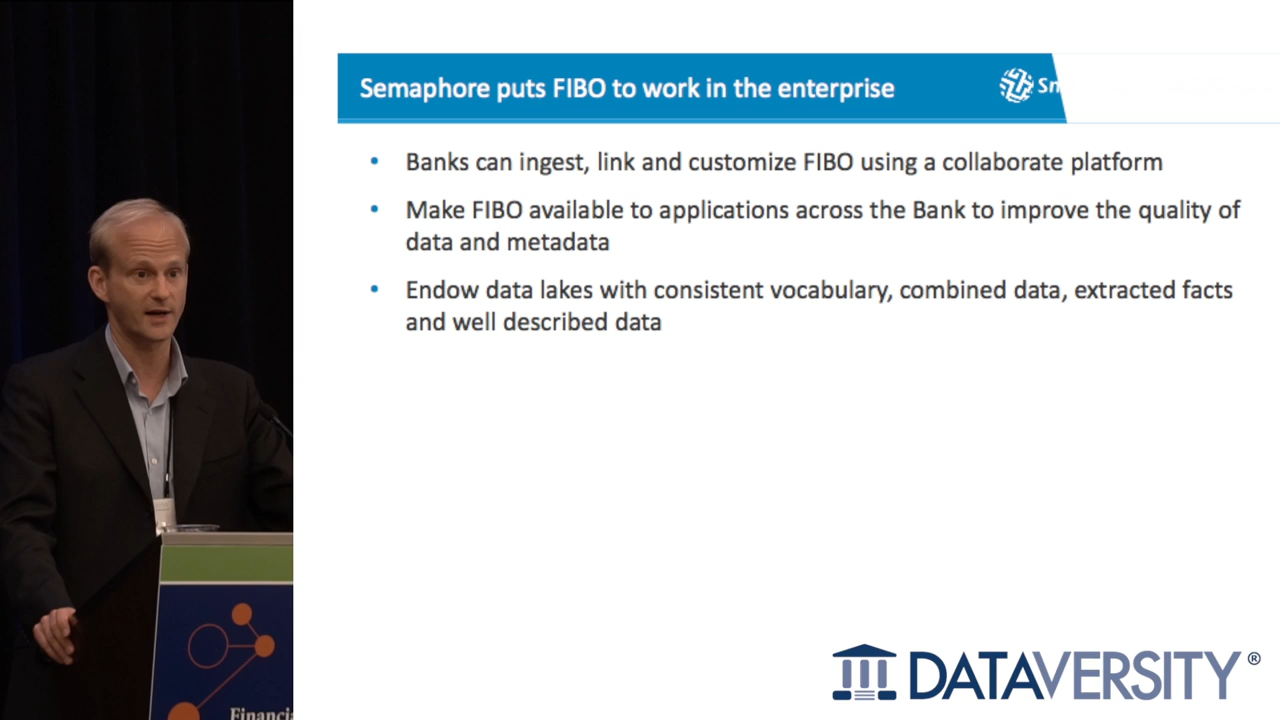 Semaphore puts FIBO to work in the enterprise
• Banks can ingest, link and customize FIBO using a collaborate platform
• Make FIBO available to applications across the Bank to improve the quality of
data and metadata
• Endow data lakes with consistent vocabulary, combined data, extracted facts
and well described data
DATAVERSITY®